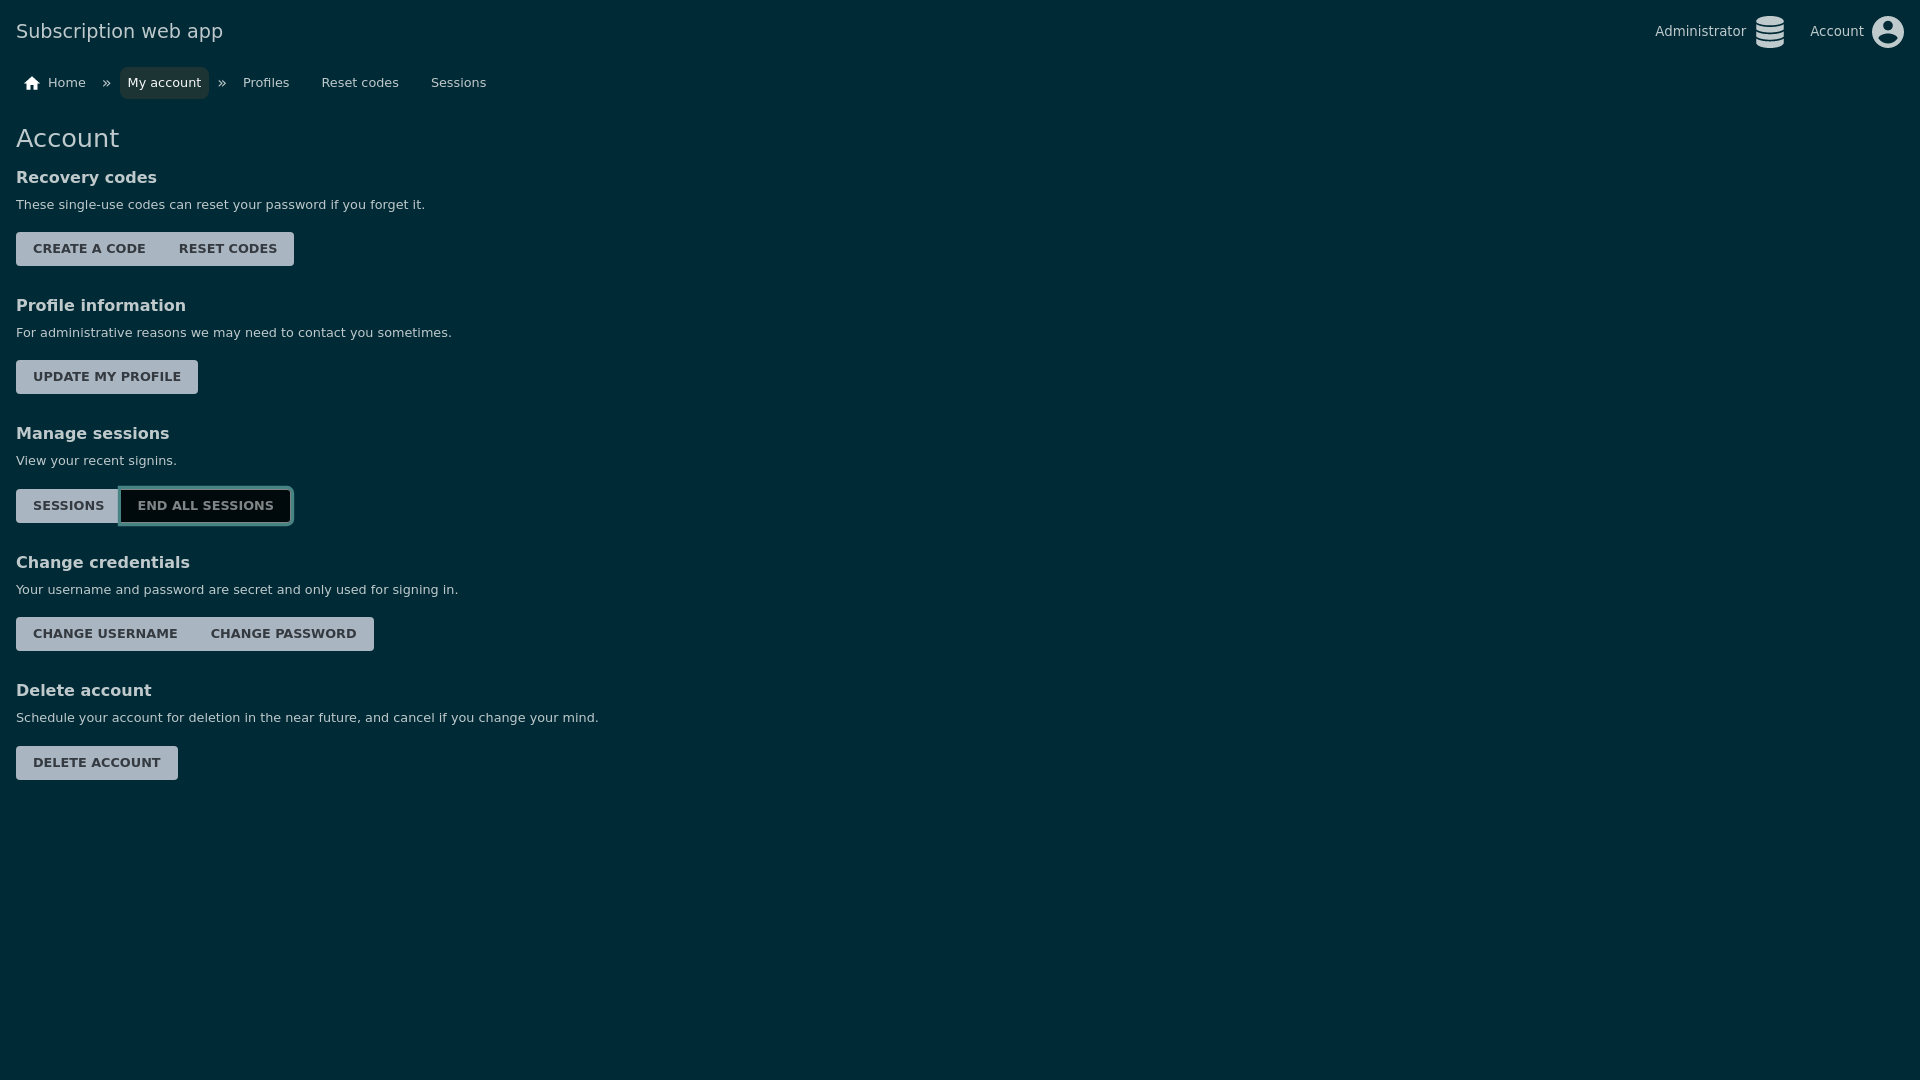 Subscription web app
Administrator
Account
Home » My account » Profiles Reset codes Sessions
Account
Recovery codes
These single-use codes can reset your password if you forget it.
CREATE A CODE RESET CODES
Profile information
For administrative reasons we may need to contact you sometimes.
UPDATE MY PROFILE
Manage sessions
View your recent signins.
SESSIONS END ALL SESSIONS
Change credentials
Your username and password are secret and only used for signing in.
CHANGE USERNAME CHANGE PASSWORD
Delete account
Schedule your account for deletion in the near future, and cancel if you change your mind.
DELETE ACCOUNT